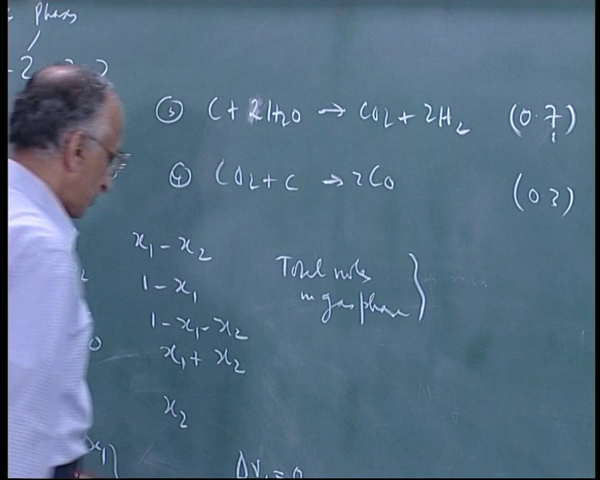 Phases
③ C + 2H₂O → CO₂ + 2H₂ (0.7)
④ CO₂ + C → 2CO (0.3)
x₁ - x₂
1 - x₁
1 - x₁ - x₂
x₁ + x₂
x₂
Total moles
in gas phase }